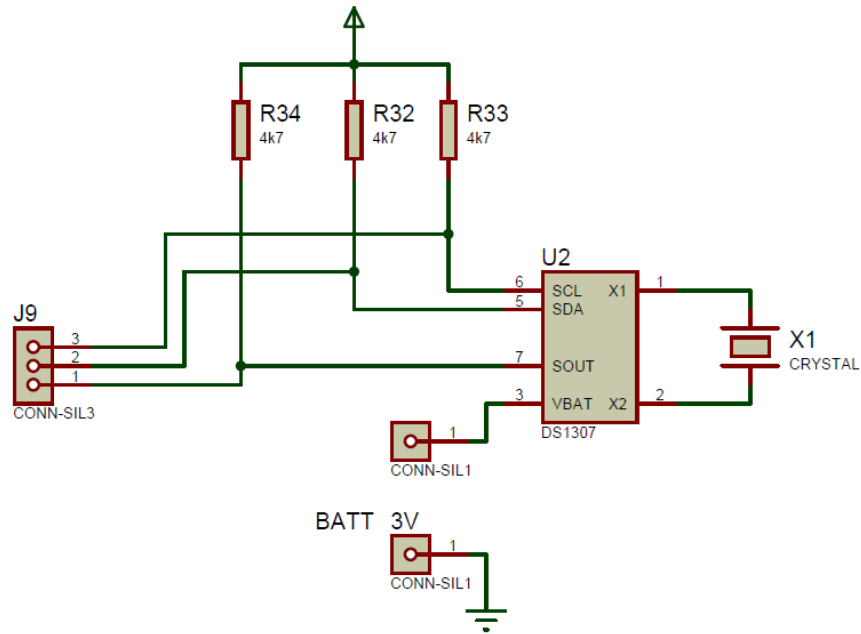 R34
4k7
R32
4k7
R33
4k7
U2
6
SCL
X1
1
5
SDA
J9
3
2
1
CONN-SIL3
7
SOUT
X1
CRYSTAL
3
VBAT
X2
2
DS1307
1
CONN-SIL1
BATT 3V
1
CONN-SIL1